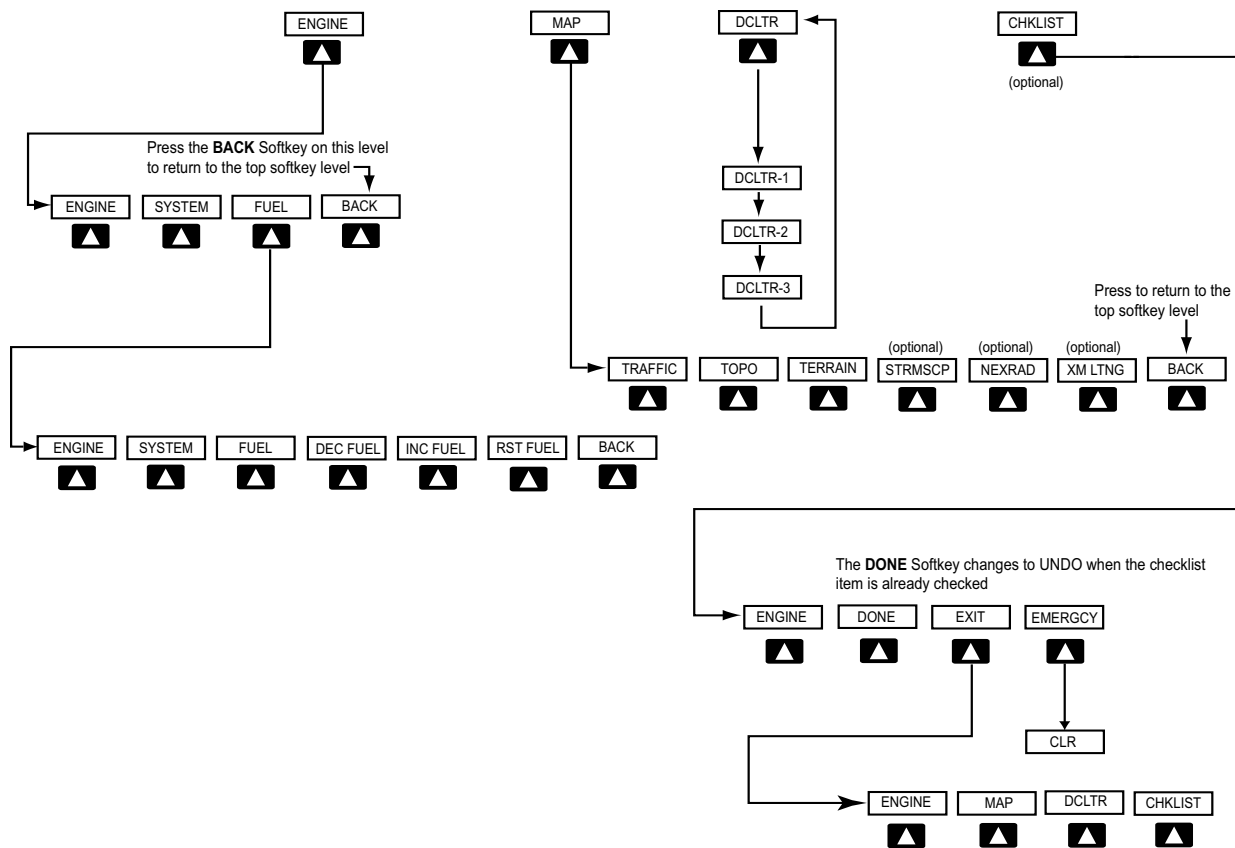 ENGINE
MAP
DCLTR
CHKLIST
(optional)
Press the BACK Softkey on this level
to return to the top softkey level
ENGINE
SYSTEM
FUEL
BACK
DCLTR-1
DCLTR-2
DCLTR-3
Press to return to the
top softkey level
TRAFFIC
TOPO
TERRAIN
(optional)
STRMSCP
(optional)
NEXRAD
(optional)
XM LTNG
BACK
ENGINE
SYSTEM
FUEL
DEC FUEL
INC FUEL
RST FUEL
BACK
The DONE Softkey changes to UNDO when the checklist
item is already checked
ENGINE
DONE
EXIT
EMERGCY
CLR
ENGINE
MAP
DCLTR
CHKLIST